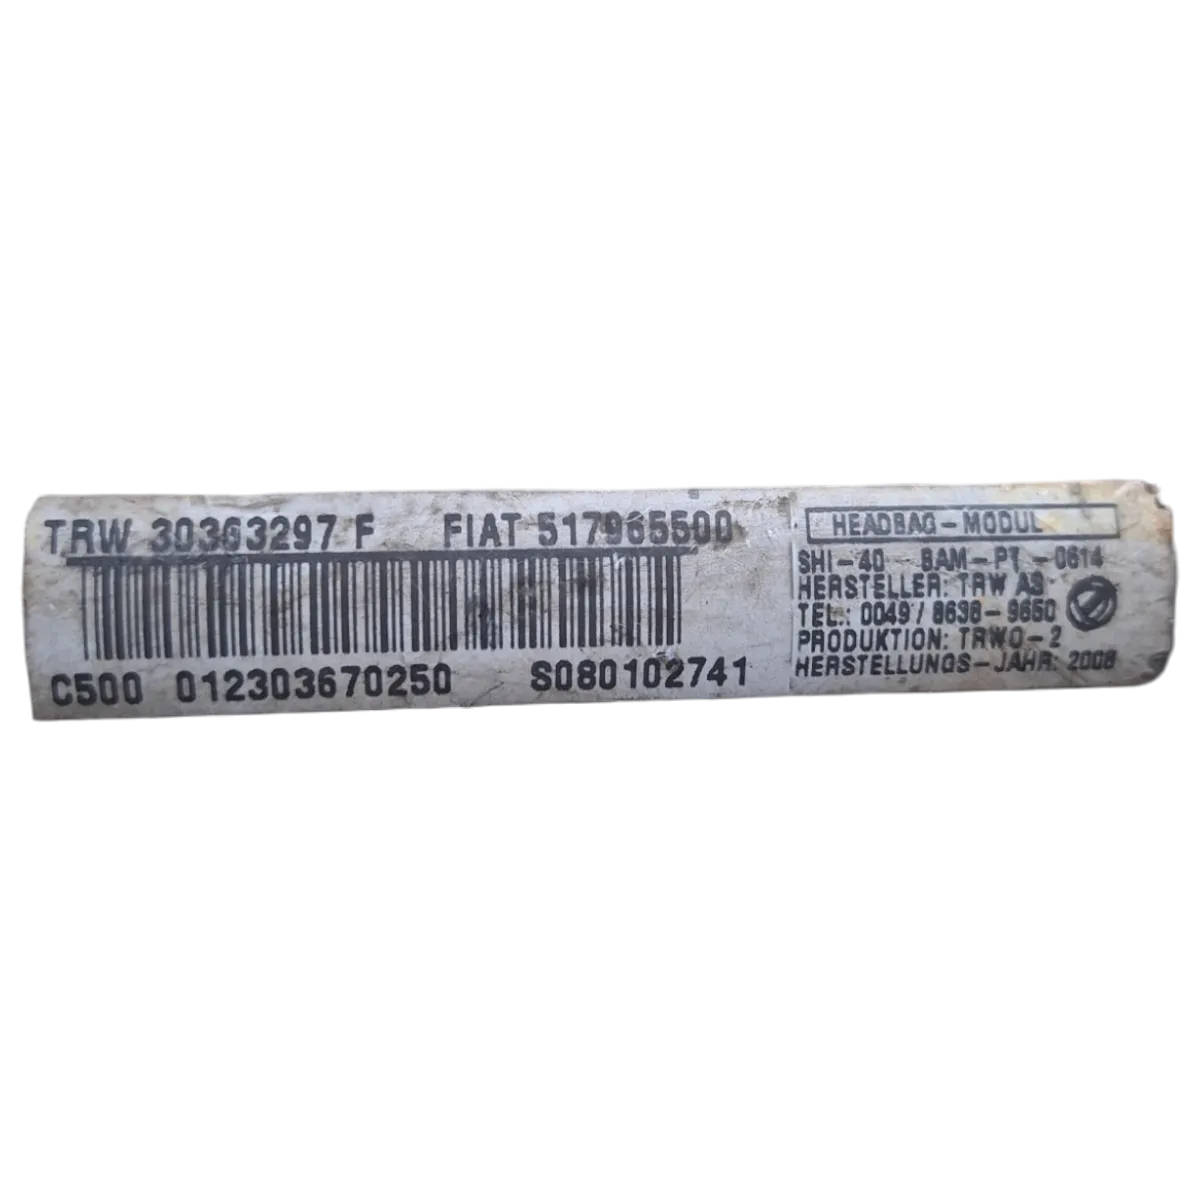 TRW 30363297 F FIAT 517965500
C500 012303670250 S080102741
HEADBAG-MODUL
SHI-40 BAM-PT-0614
HERSTELLER: TRW AS
TEL.: 0049/8638-9650
PRODUKTION: TRWO-2
HERSTELLUNGS-JAHR: 2008